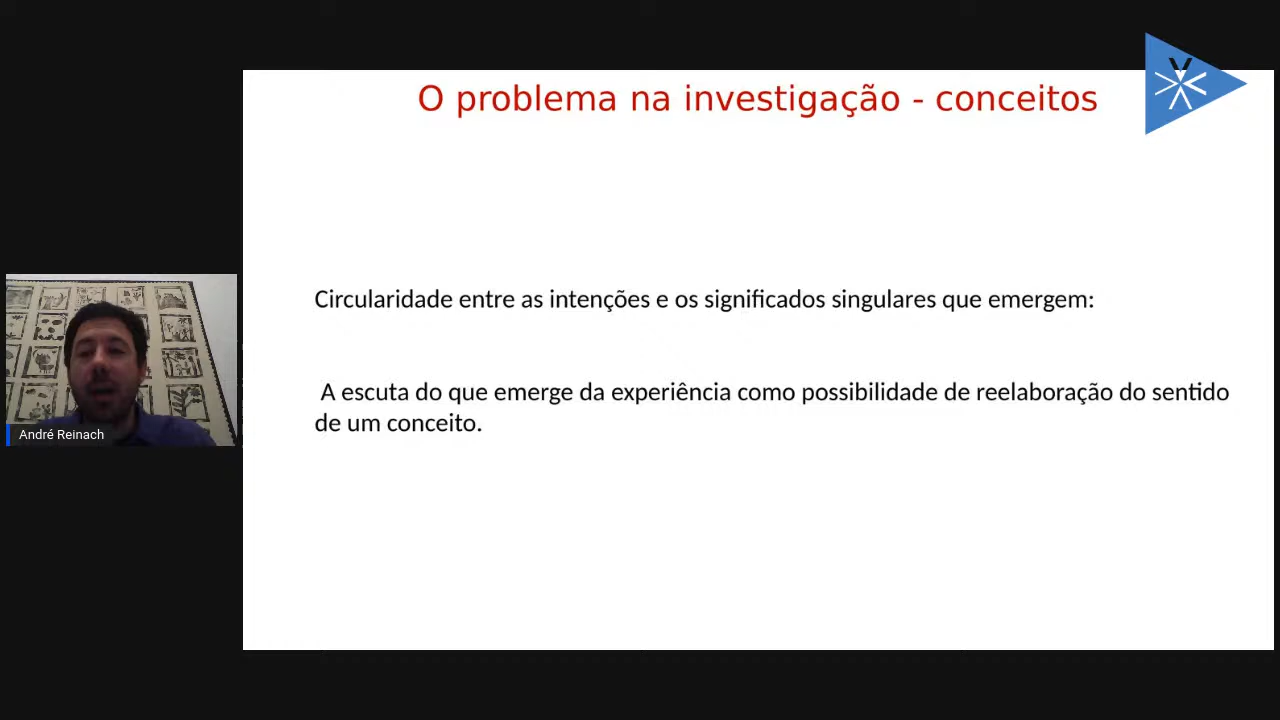 O problema na investigação - conceitos
Circularidade entre as intenções e os significados singulares que emergem:
A escuta do que emerge da experiência como possibilidade de reelaboração do sentido
de um conceito.
André Reinach